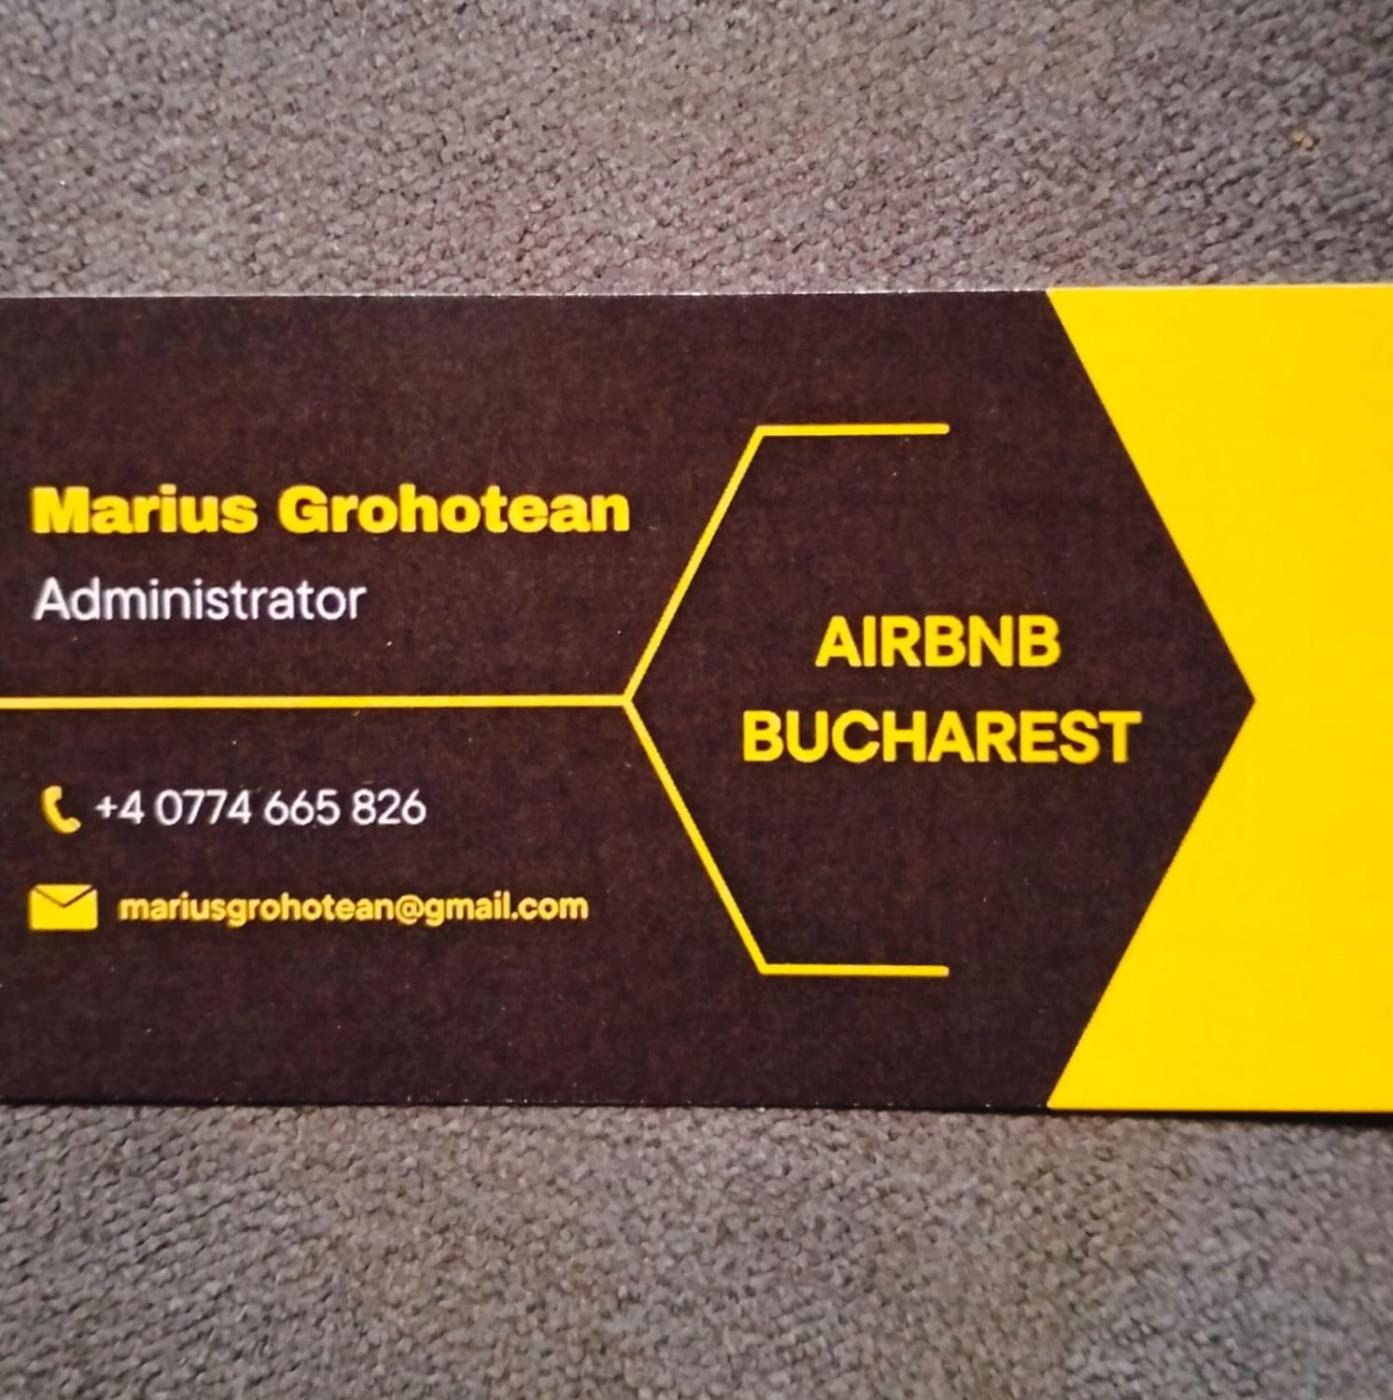 Marius Grohotean
Administrator
+4 0774 665 826
mariusgrohotean@gmail.com
AIRBNB
BUCHAREST